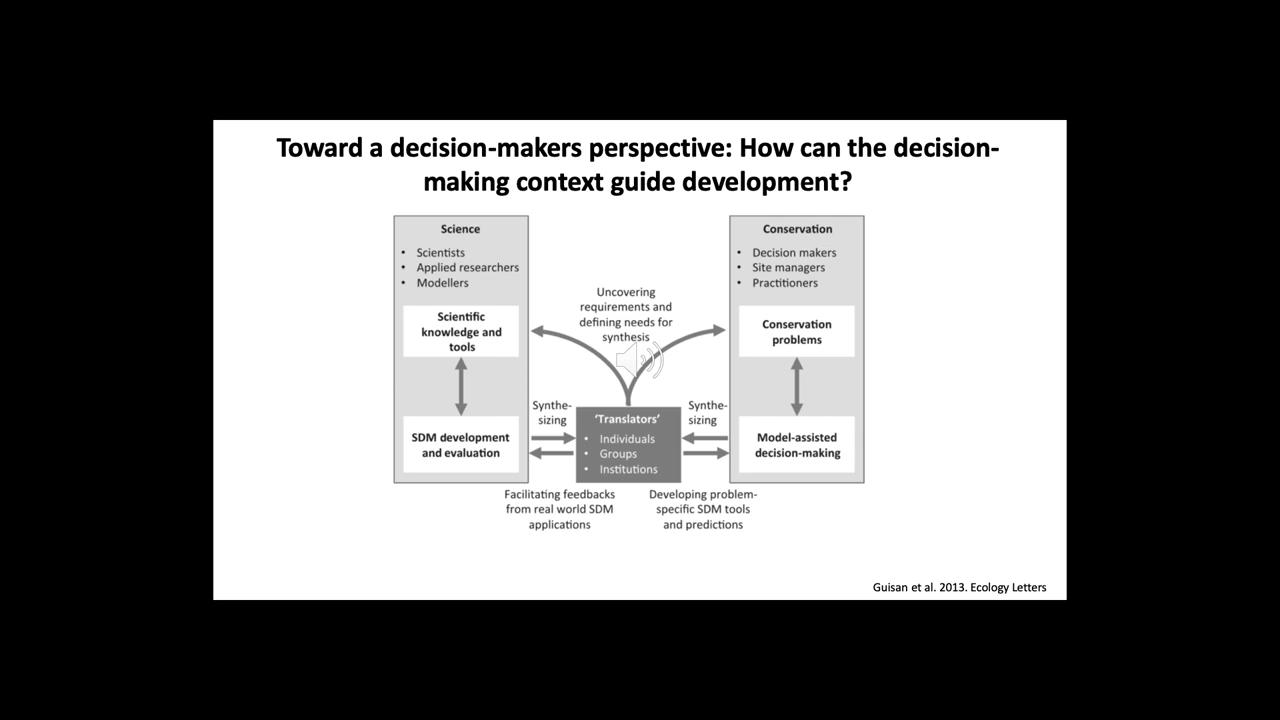 Toward a decision-makers perspective: How can the decision-
making context guide development?
Science
• Scientists
• Applied researchers
• Modellers
Scientific
knowledge and
tools
SDM development
and evaluation
Uncovering
requirements and
defining needs for
synthesis
Synthe-
sizing
'Translators'
• Individuals
• Groups
• Institutions
Synthe-
sizing
Facilitating feedbacks
from real world SDM
applications
Developing problem-
specific SDM tools
and predictions
Conservation
• Decision makers
• Site managers
• Practitioners
Conservation
problems
Model-assisted
decision-making
Guisan et al. 2013. Ecology Letters